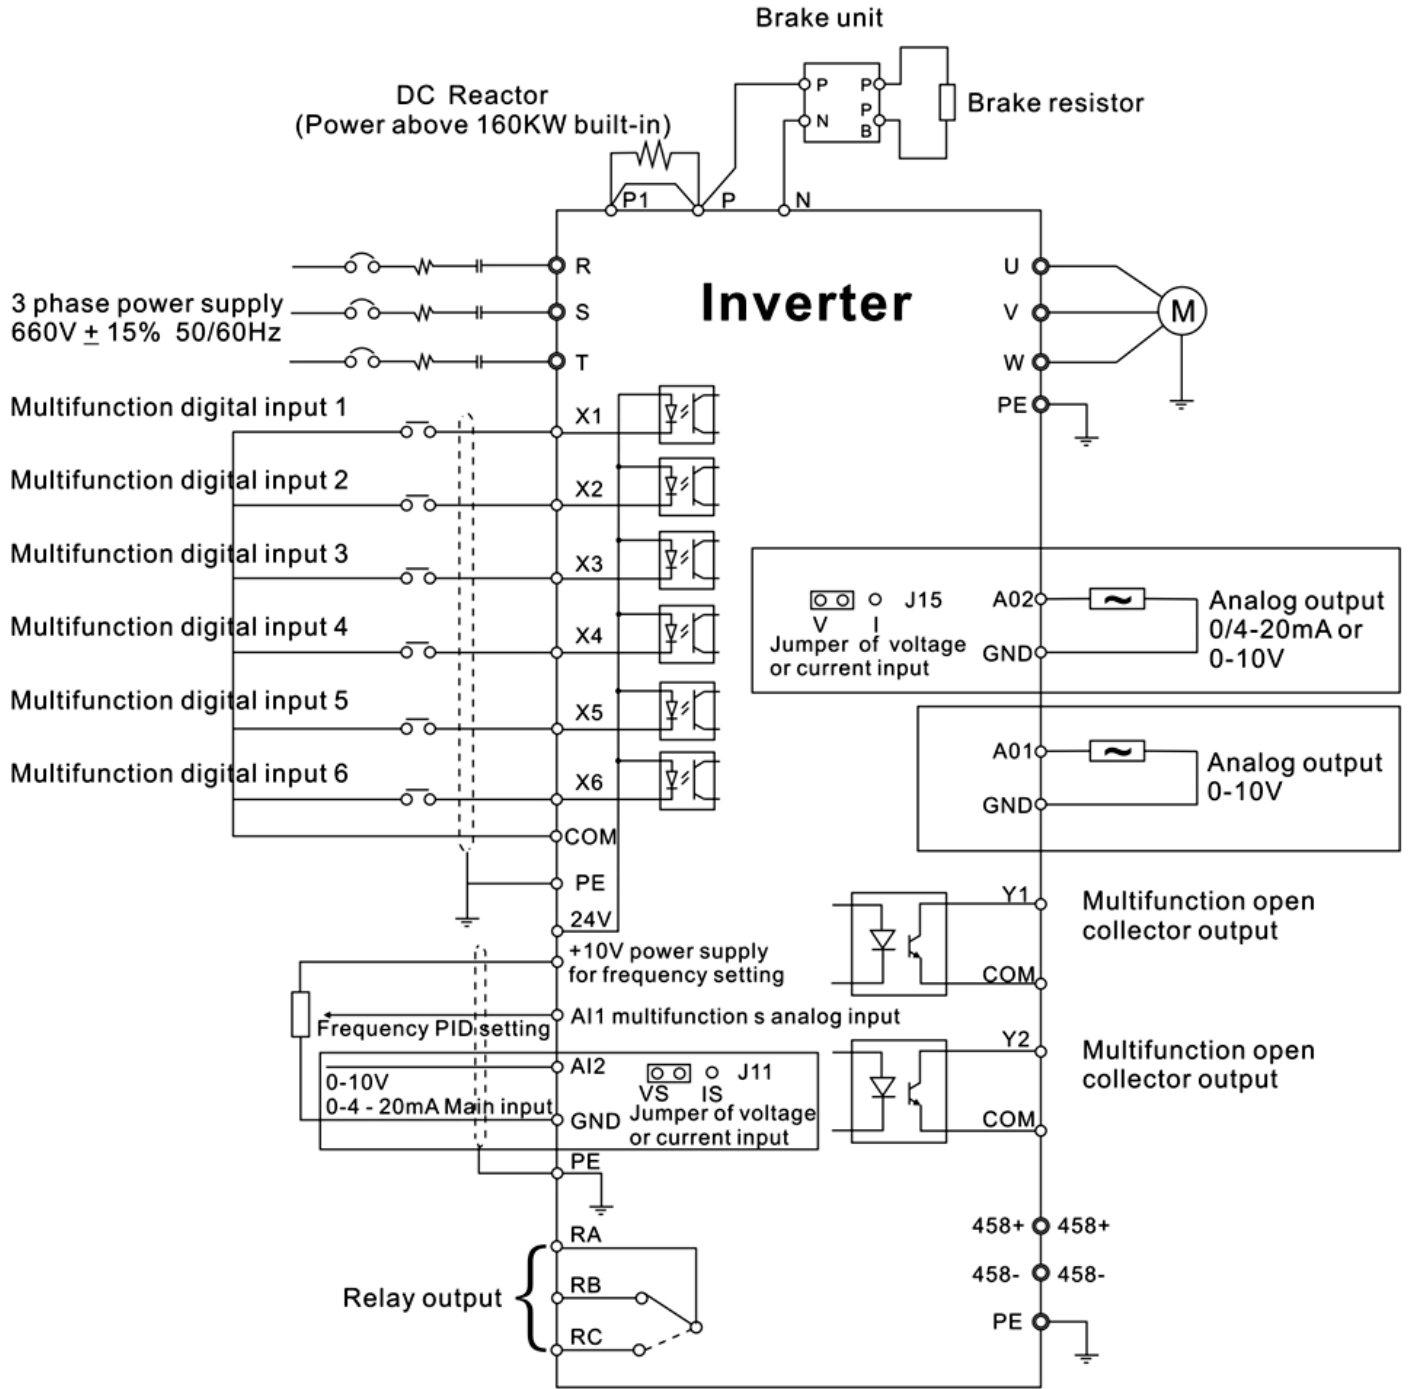 Brake unit
DC Reactor
(Power above 160KW built-in)
P
P
N
P
B
Brake resistor
P1
P
N
R
3 phase power supply
660V ± 15% 50/60Hz
S
T
Inverter
U
V
W
M
PE
Multifunction digital input 1
X1
Multifunction digital input 2
X2
Multifunction digital input 3
X3
Multifunction digital input 4
X4
Multifunction digital input 5
X5
Multifunction digital input 6
X6
COM
PE
24V
+10V power supply
for frequency setting
Frequency PID setting
AI1 multifunction s analog input
AI2
0-10V
0-4 - 20mA Main input
GND
J11
VS IS
Jumper of voltage
or current input
PE
Relay output
RA
RB
RC
J15
V I
Jumper of voltage
or current input
A02
GND
Analog output
0/4-20mA or
0-10V
A01
GND
Analog output
0-10V
Y1
COM
Multifunction open
collector output
Y2
COM
Multifunction open
collector output
458+ 458+
458- 458-
PE